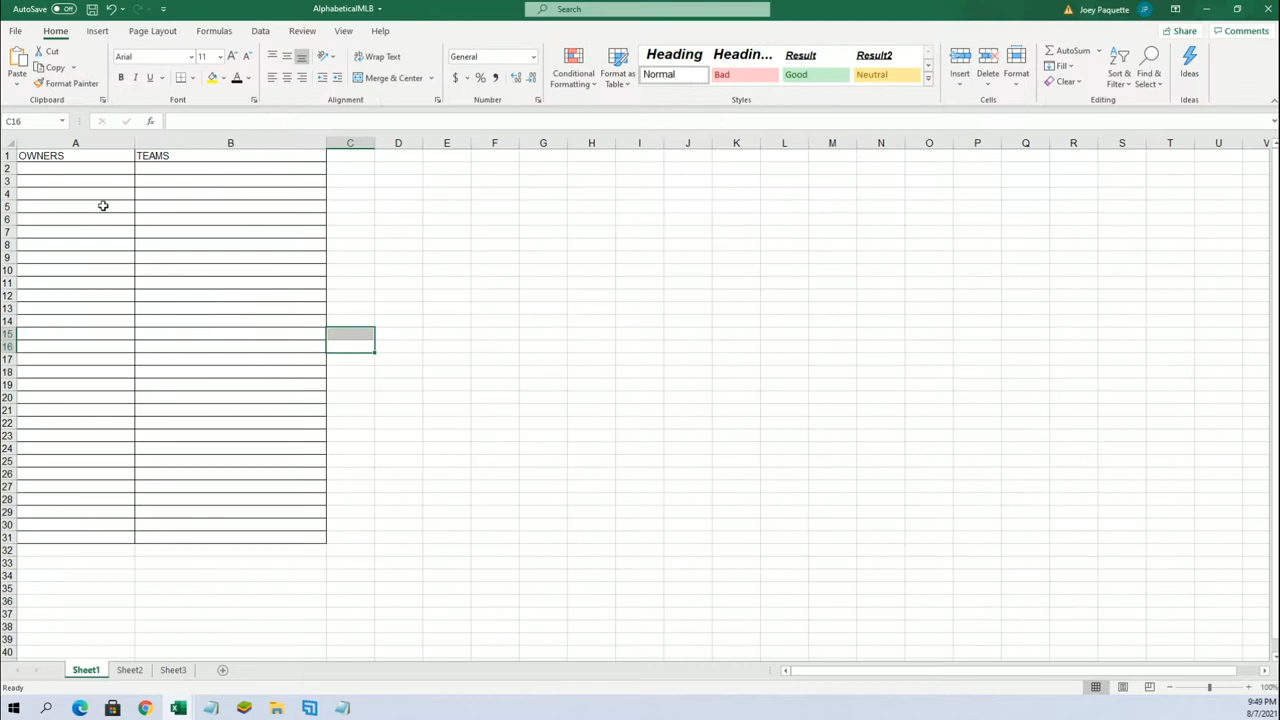 AutoSave Off AlphabeticalMLB Search Joey Paquette JP
File Home Insert Page Layout Formulas Data Review View Help Share Comments
Paste Cut Copy Format Painter Clipboard
Arial 11 B I U A Font
Wrap Text Merge & Center Alignment
General $ % , Number
Conditional Formatting Format as Table
Heading Headin... Result Result2
Normal Bad Good Neutral
Styles
Insert Delete Format Cells
AutoSum Fill Clear Sort & Filter Find & Select Editing
Ideas Ideas
C16 fx
A B C D E F G H I J K L M N O P Q R S T U V
1 OWNERS TEAMS
2
3
4
5
6
7
8
9
10
11
12
13
14
15
16
17
18
19
20
21
22
23
24
25
26
27
28
29
30
31
32
33
34
35
36
37
38
39
40
Sheet1 Sheet2 Sheet3
Ready 100%
9:49 PM
8/7/2021